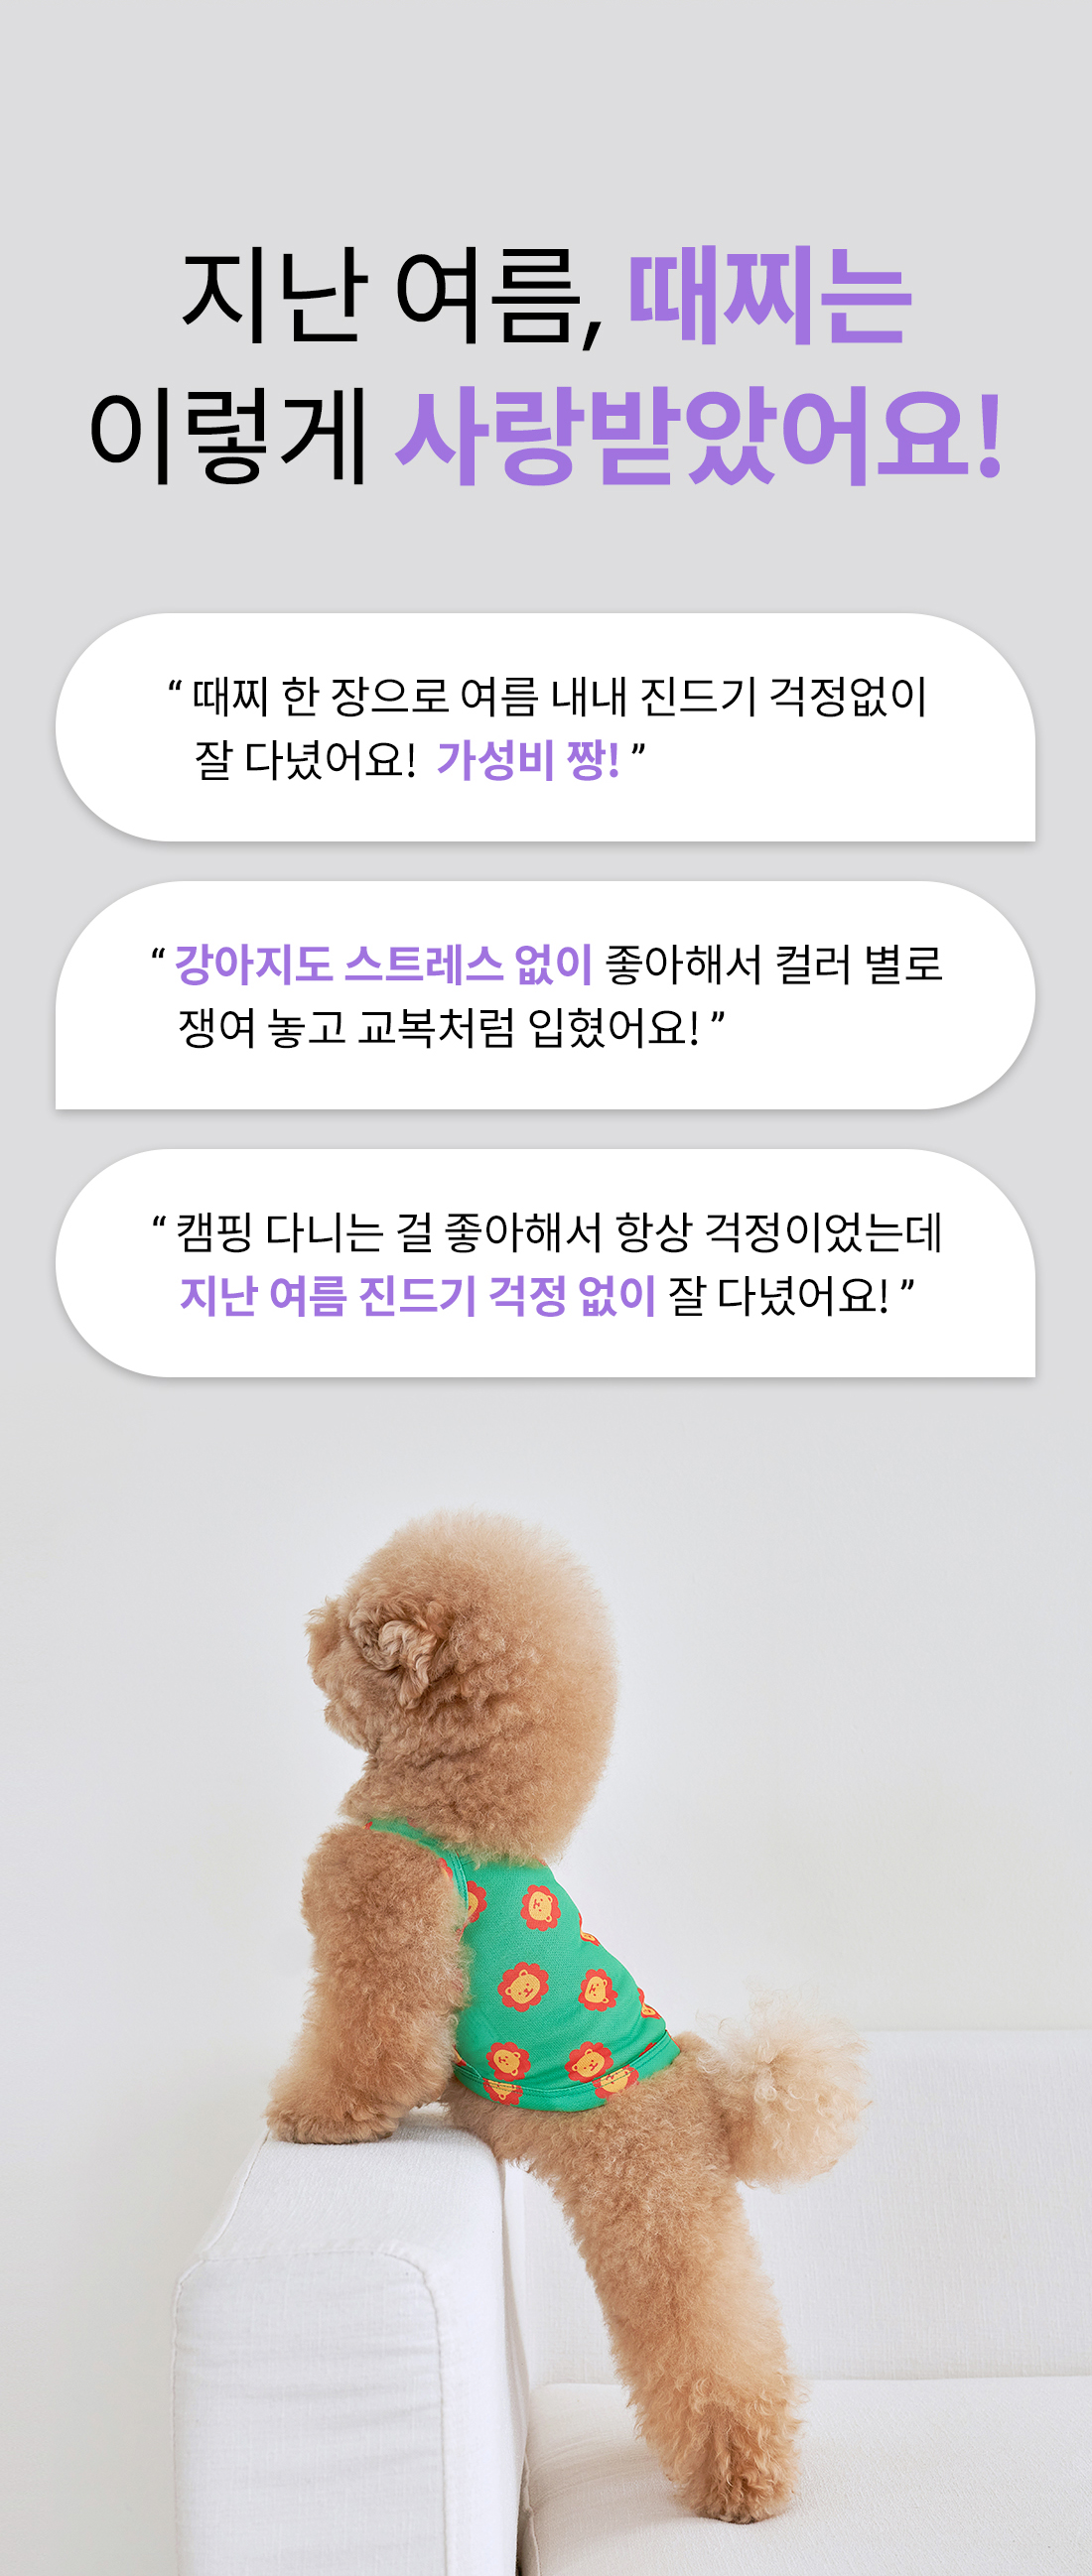 지난 여름, 때찌는
이렇게 사랑받았어요!
“ 때찌 한 장으로 여름 내내 진드기 걱정없이
잘 다녔어요! 가성비 짱! ”
“ 강아지도 스트레스 없이 좋아해서 컬러 별로
쟁여 놓고 교복처럼 입혔어요! ”
“ 캠핑 다니는 걸 좋아해서 항상 걱정이었는데
지난 여름 진드기 걱정 없이 잘 다녔어요! ”